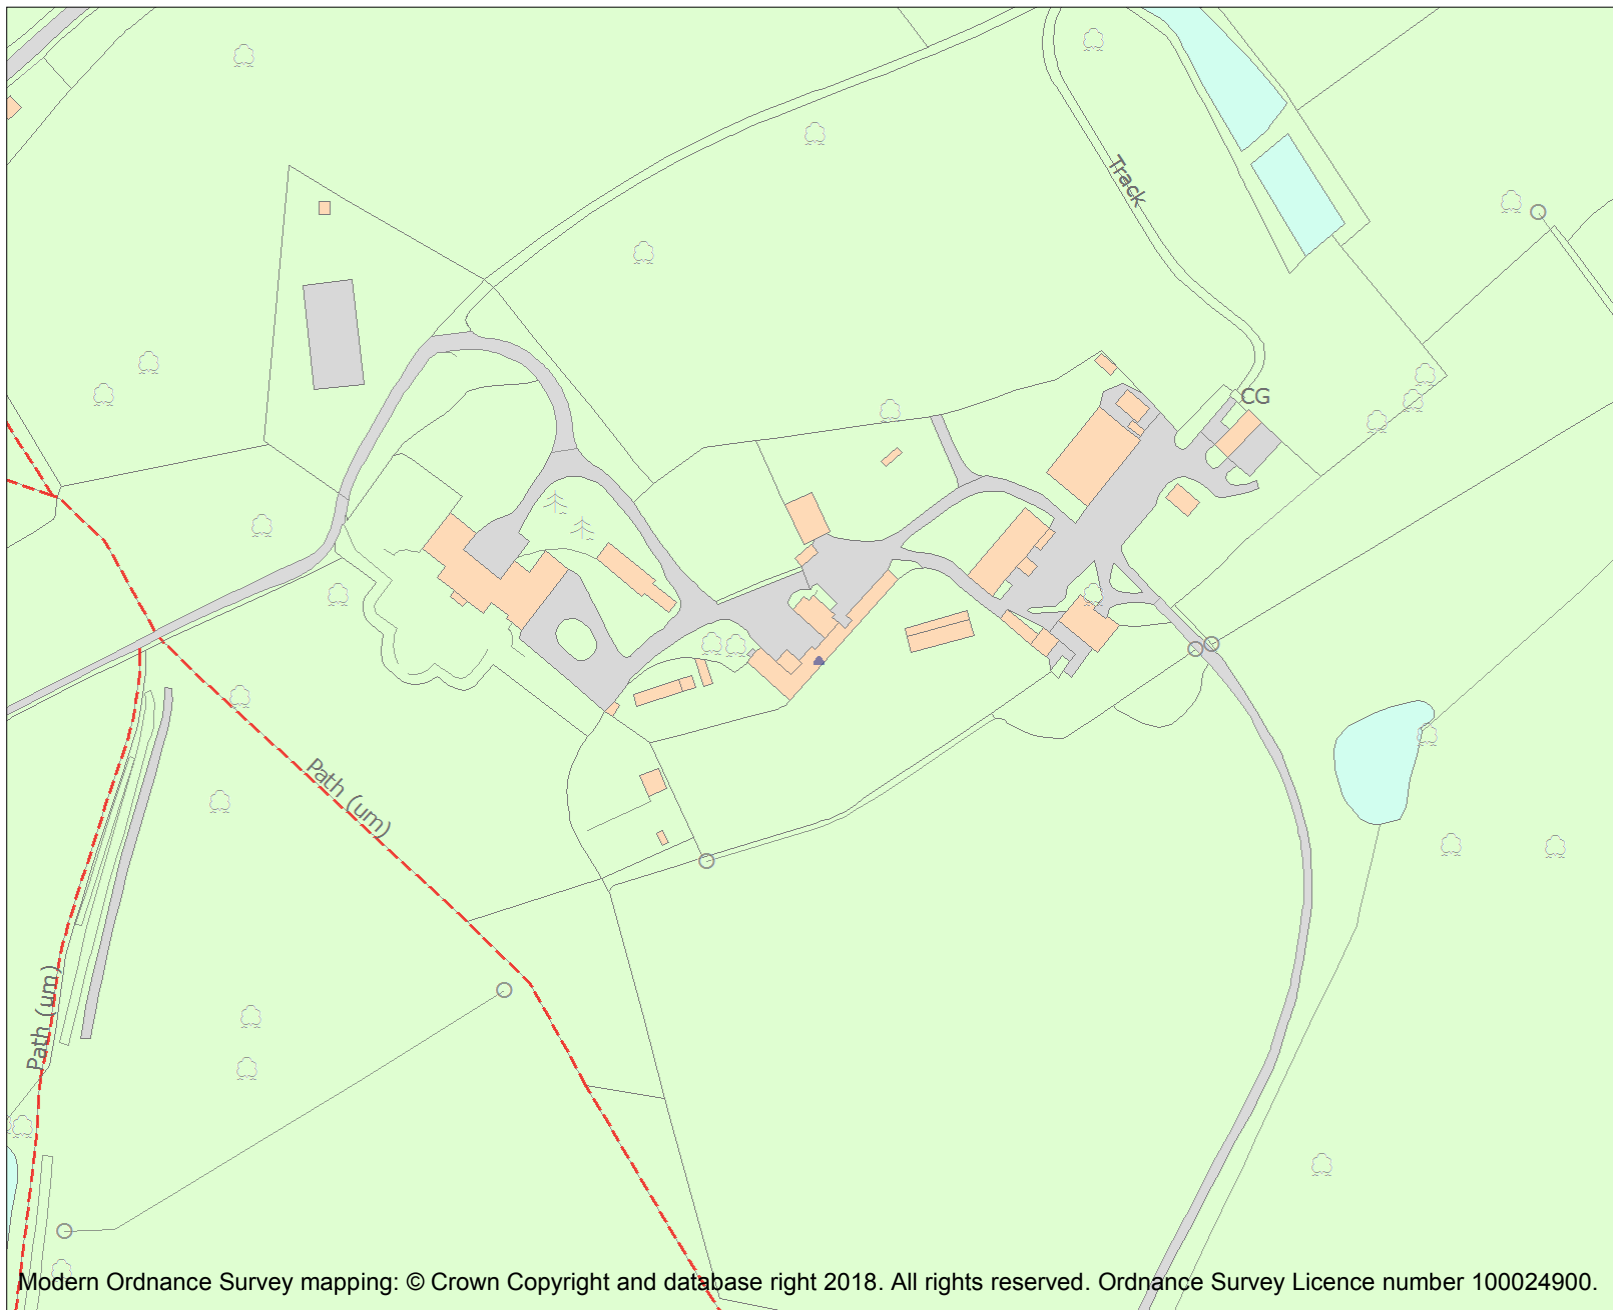 Track
CG
Path (um)
Path (um)
Modern Ordnance Survey mapping: © Crown Copyright and database right 2018. All rights reserved. Ordnance Survey Licence number 100024900.